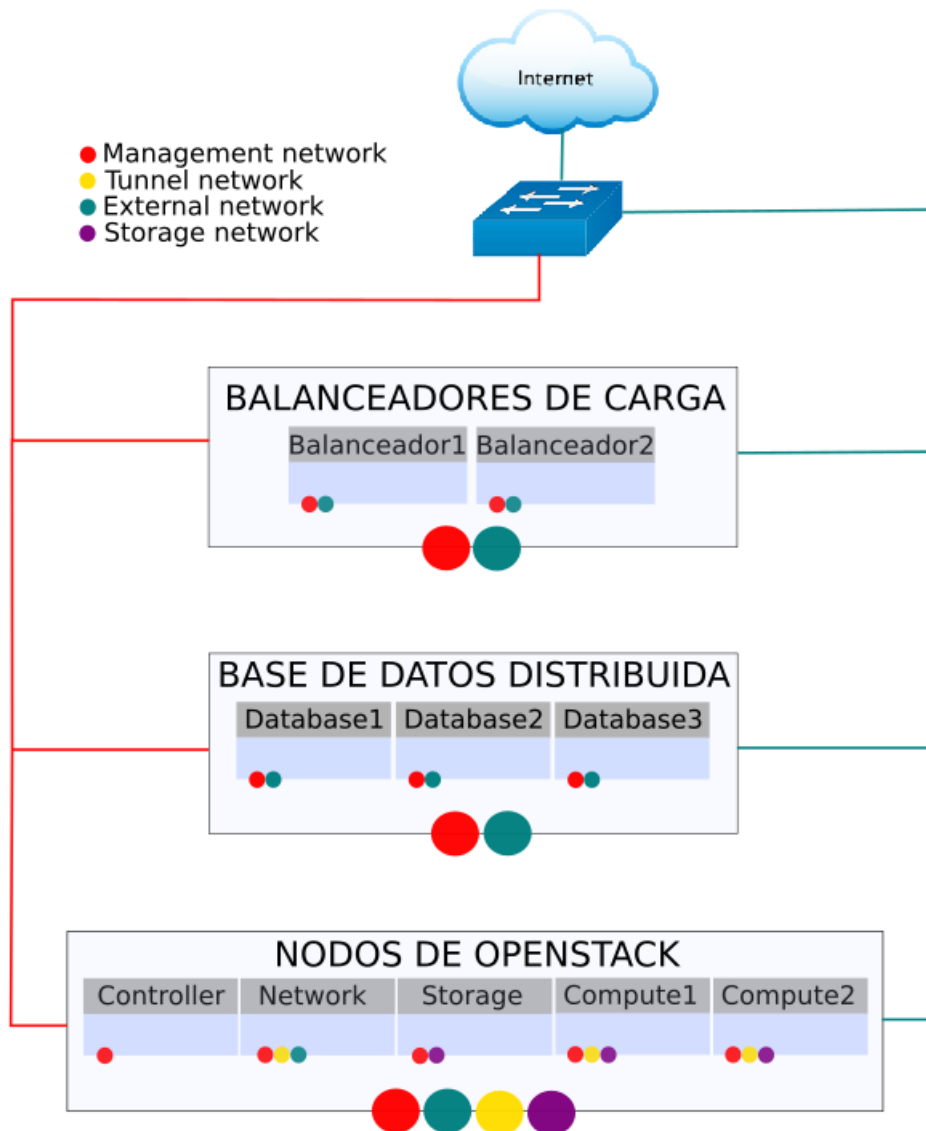 Internet
Management network
Tunnel network
External network
Storage network
BALANCEADORES DE CARGA
Balanceador1 Balanceador2
BASE DE DATOS DISTRIBUIDA
Database1 Database2 Database3
NODOS DE OPENSTACK
Controller Network Storage Compute1 Compute2